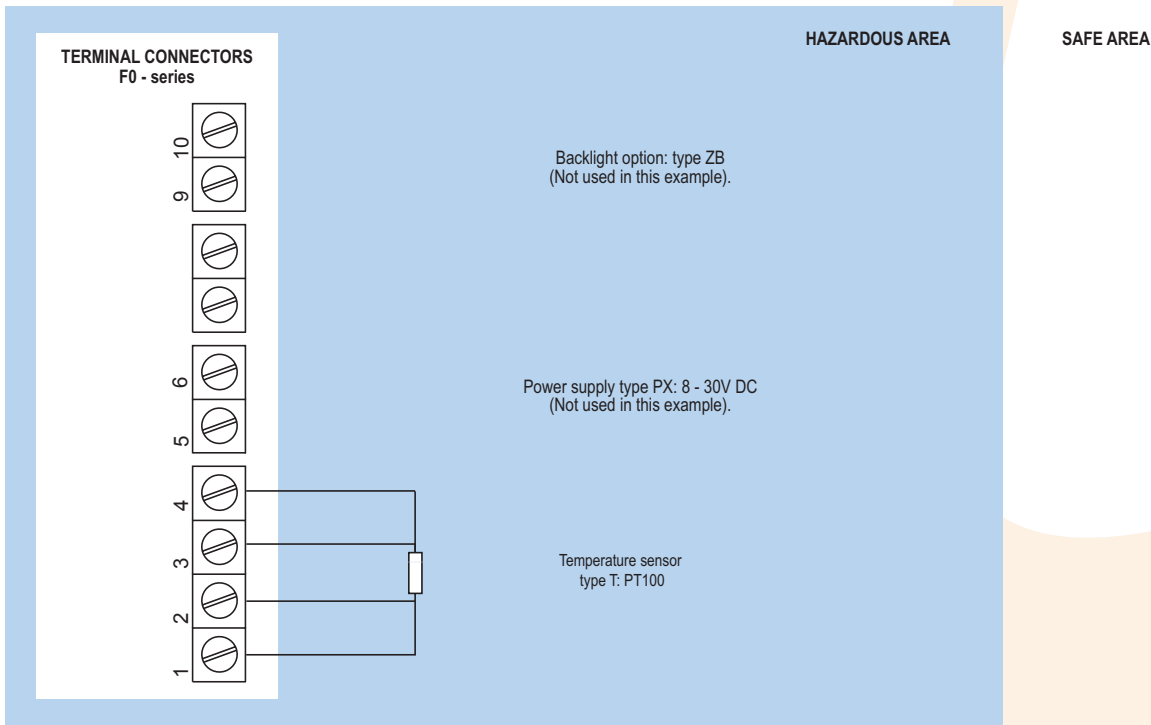 TERMINAL CONNECTORS
F0 - series
HAZARDOUS AREA
SAFE AREA
10
9
Backlight option: type ZB
(Not used in this example).
6
5
Power supply type PX: 8 - 30V DC
(Not used in this example).
4
3
2
1
Temperature sensor
type T: PT100